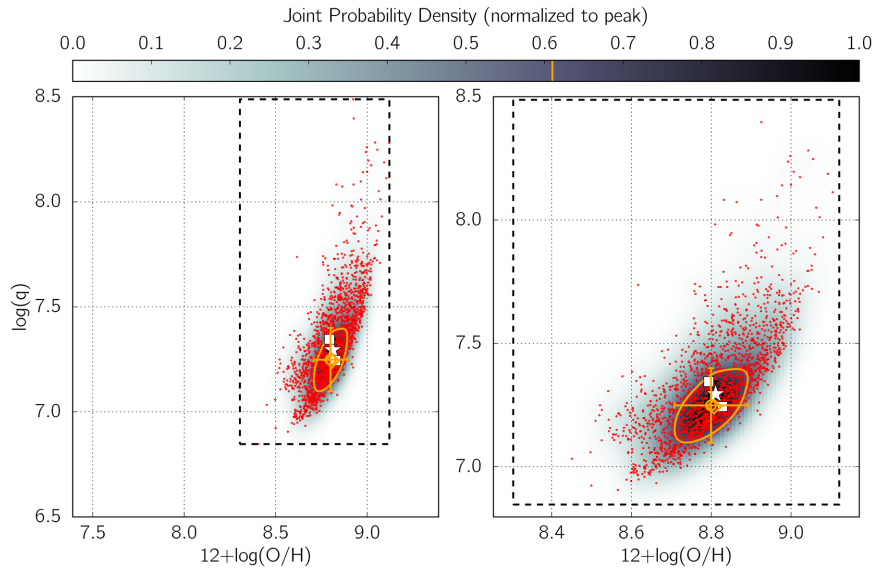 Joint Probability Density (normalized to peak)
0.0 0.1 0.2 0.3 0.4 0.5 0.6 0.7 0.8 1.0
8.5 8.5
8.0 8.0
log(q)
7.5 7.5
7.0 7.0
6.5
7.5 8.0 8.5 9.0 8.4 8.6 8.8 9.0
12+log(O/H) 12+log(O/H)